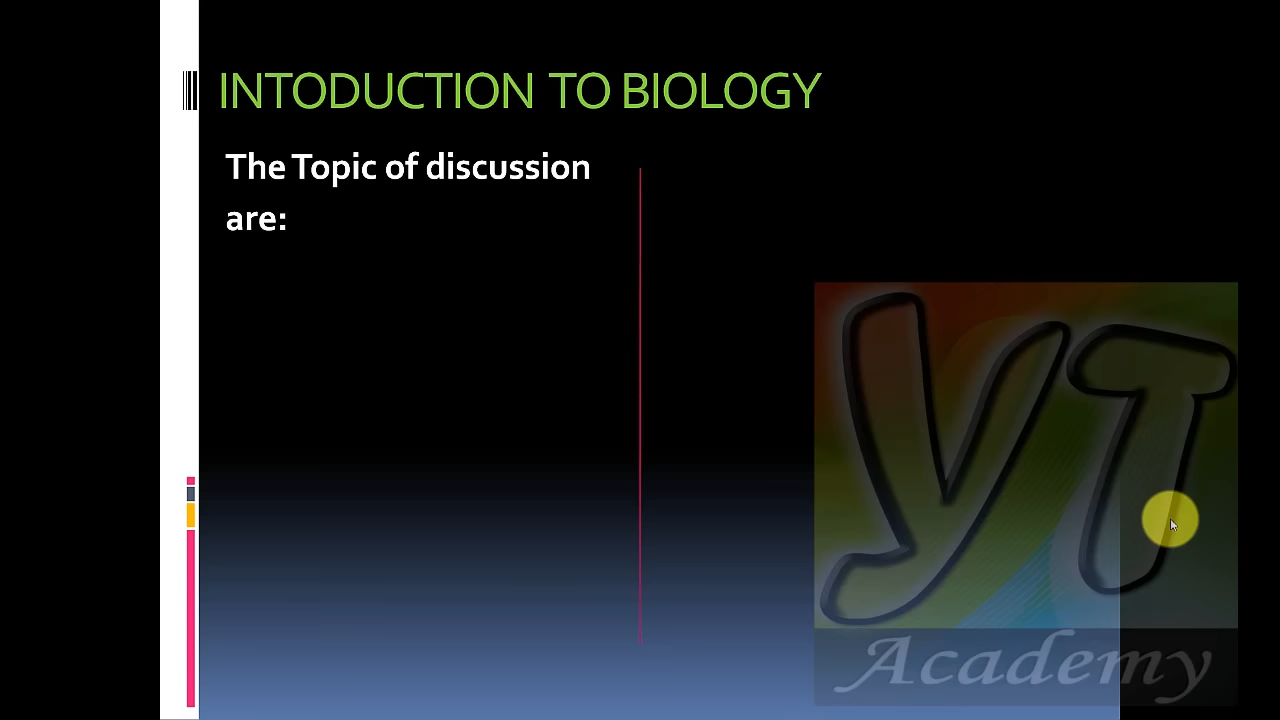 INTODUCTION TO BIOLOGY
The Topic of discussion
are:
YT
Academy